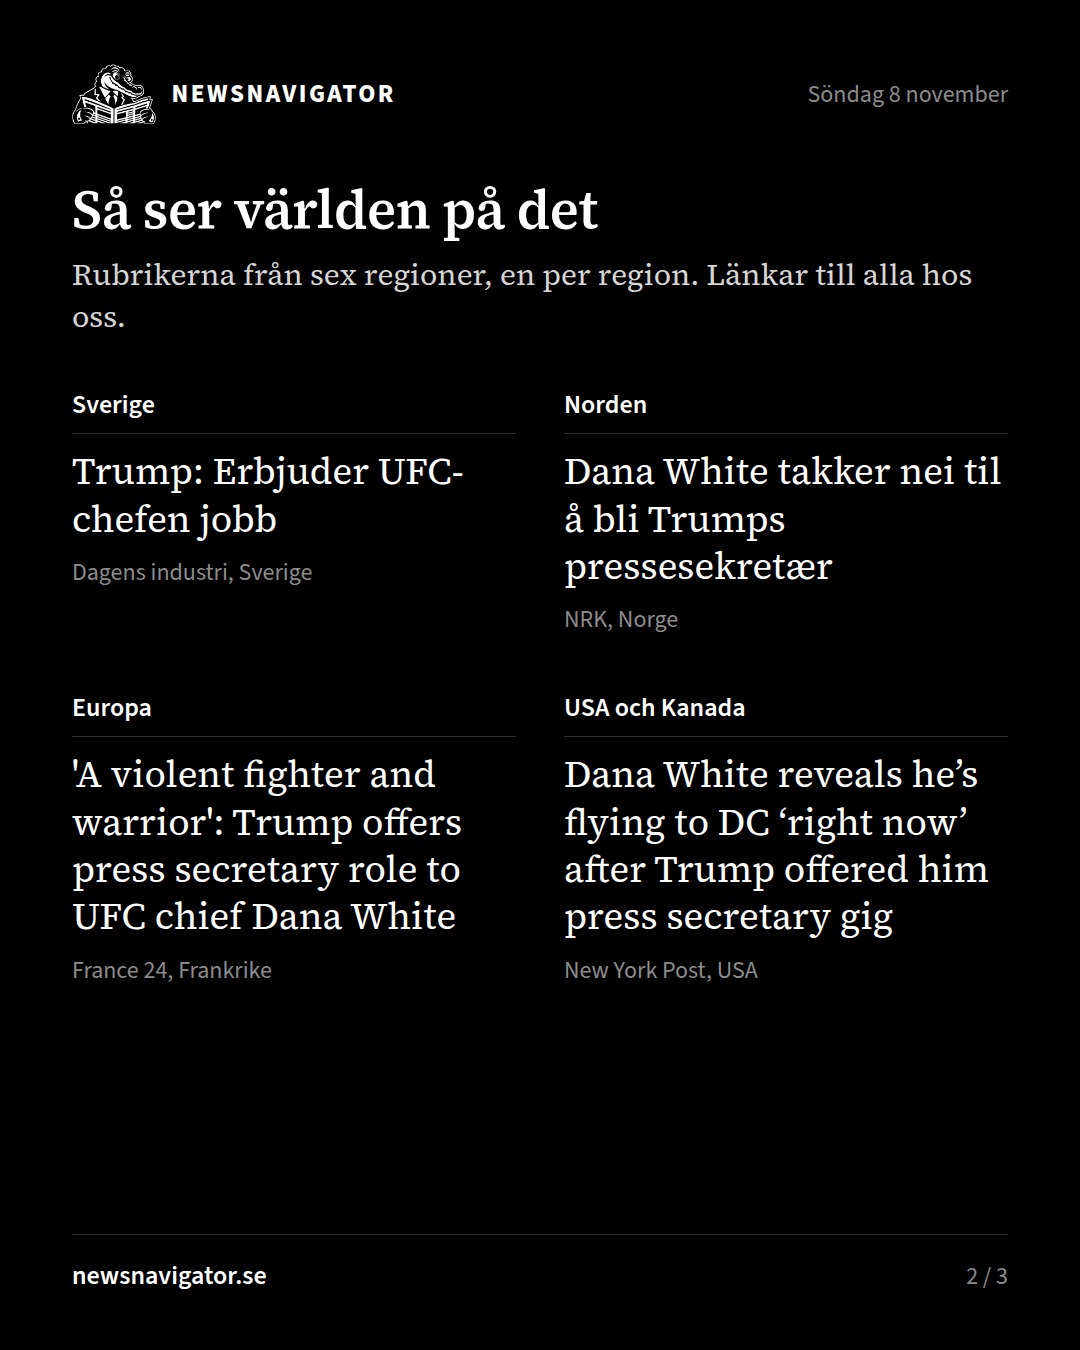 NEWSNAVIGATOR
Söndag 8 november
Så ser världen på det
Rubrikerna från sex regioner, en per region. Länkar till alla hos
oss.
Sverige
Trump: Erbjuder UFC-
chefen jobb
Dagens industri, Sverige
Norden
Dana White takker nei til
å bli Trumps
pressesekretær
NRK, Norge
Europa
'A violent fighter and
warrior': Trump offers
press secretary role to
UFC chief Dana White
France 24, Frankrike
USA och Kanada
Dana White reveals he’s
flying to DC ‘right now’
after Trump offered him
press secretary gig
New York Post, USA
newsnavigator.se
2 / 3